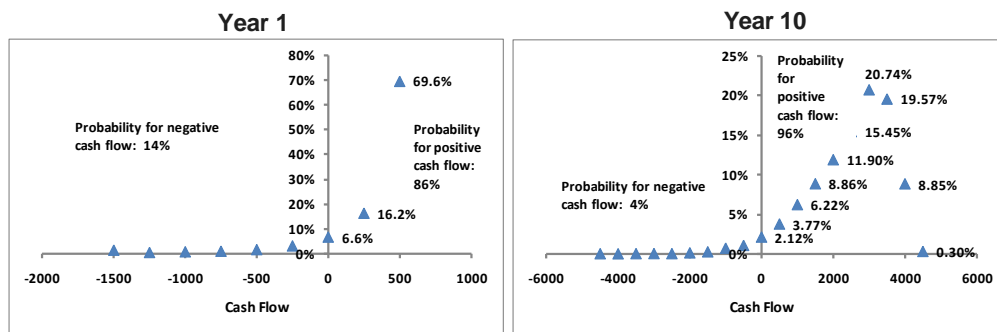 Year 1
80%
70%
60%
50%
40%
30%
20%
10%
0%
69.6%
16.2%
6.6%
Probability for negative
cash flow: 14%
Probability
for positive
cash flow:
86%
-2000 -1500 -1000 -500 0 500 1000
Cash Flow
Year 10
25%
20%
15%
10%
5%
0%
Probability
for
positive
cash flow:
96%
20.74%
19.57%
15.45%
11.90%
8.86%
8.85%
6.22%
3.77%
2.12%
0.30%
Probability for negative
cash flow: 4%
-6000 -4000 -2000 0 2000 4000 6000
Cash Flow